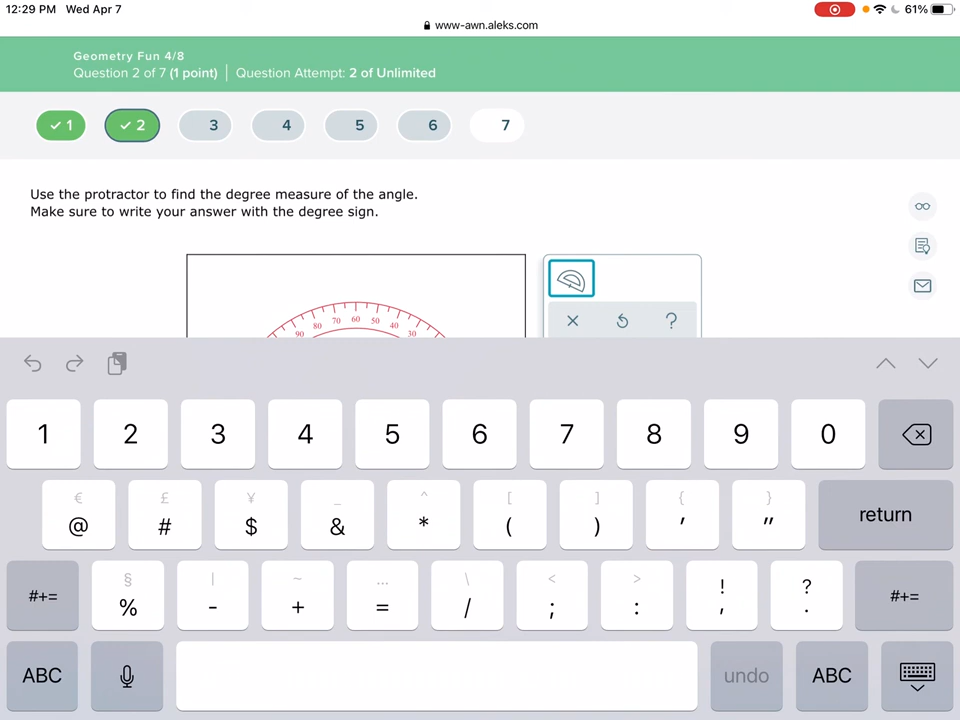 12:29 PM Wed Apr 7
61%
www-awn.aleks.com
Geometry Fun 4/8
Question 2 of 7 (1 point) | Question Attempt: 2 of Unlimited
✓ 1 ✓ 2 3 4 5 6 7
Use the protractor to find the degree measure of the angle.
Make sure to write your answer with the degree sign.
90 80 70 60 50 40 30
× ?
1 2 3 4 5 6 7 8 9 0
€ £ ¥ _ ^ [ ] { }
@ # $ & * ( ) ' " return
§ | ~ … \ < > ! ?
#+= % - + = / ; : , . #+=
ABC undo ABC